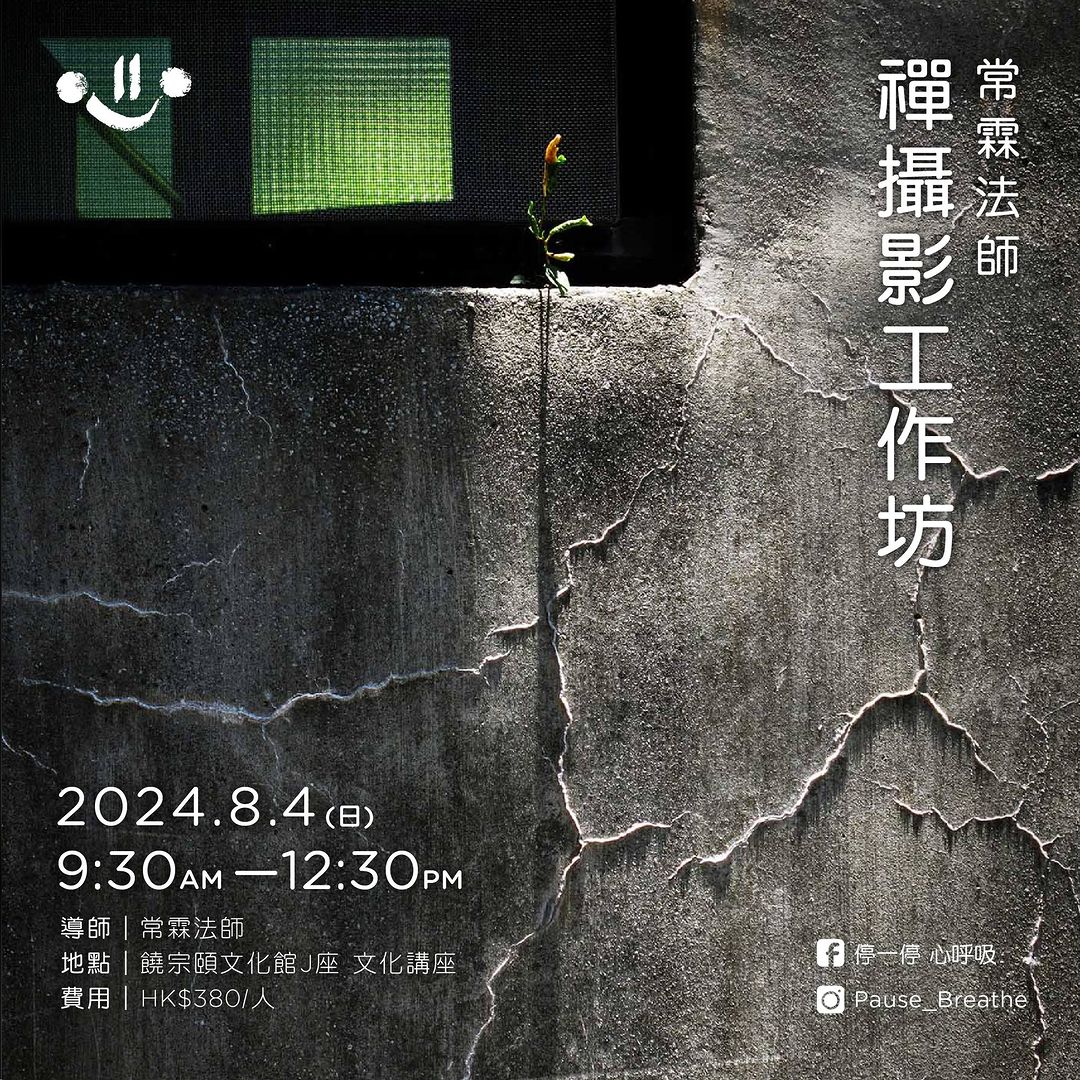 常霖法師
禪攝影工作坊
2024.8.4(日)
9:30AM—12:30PM
導師｜常霖法師
地點｜饒宗頤文化館J座 文化講座
費用｜HK$380/人
停一停 心呼吸
Pause_Breathe